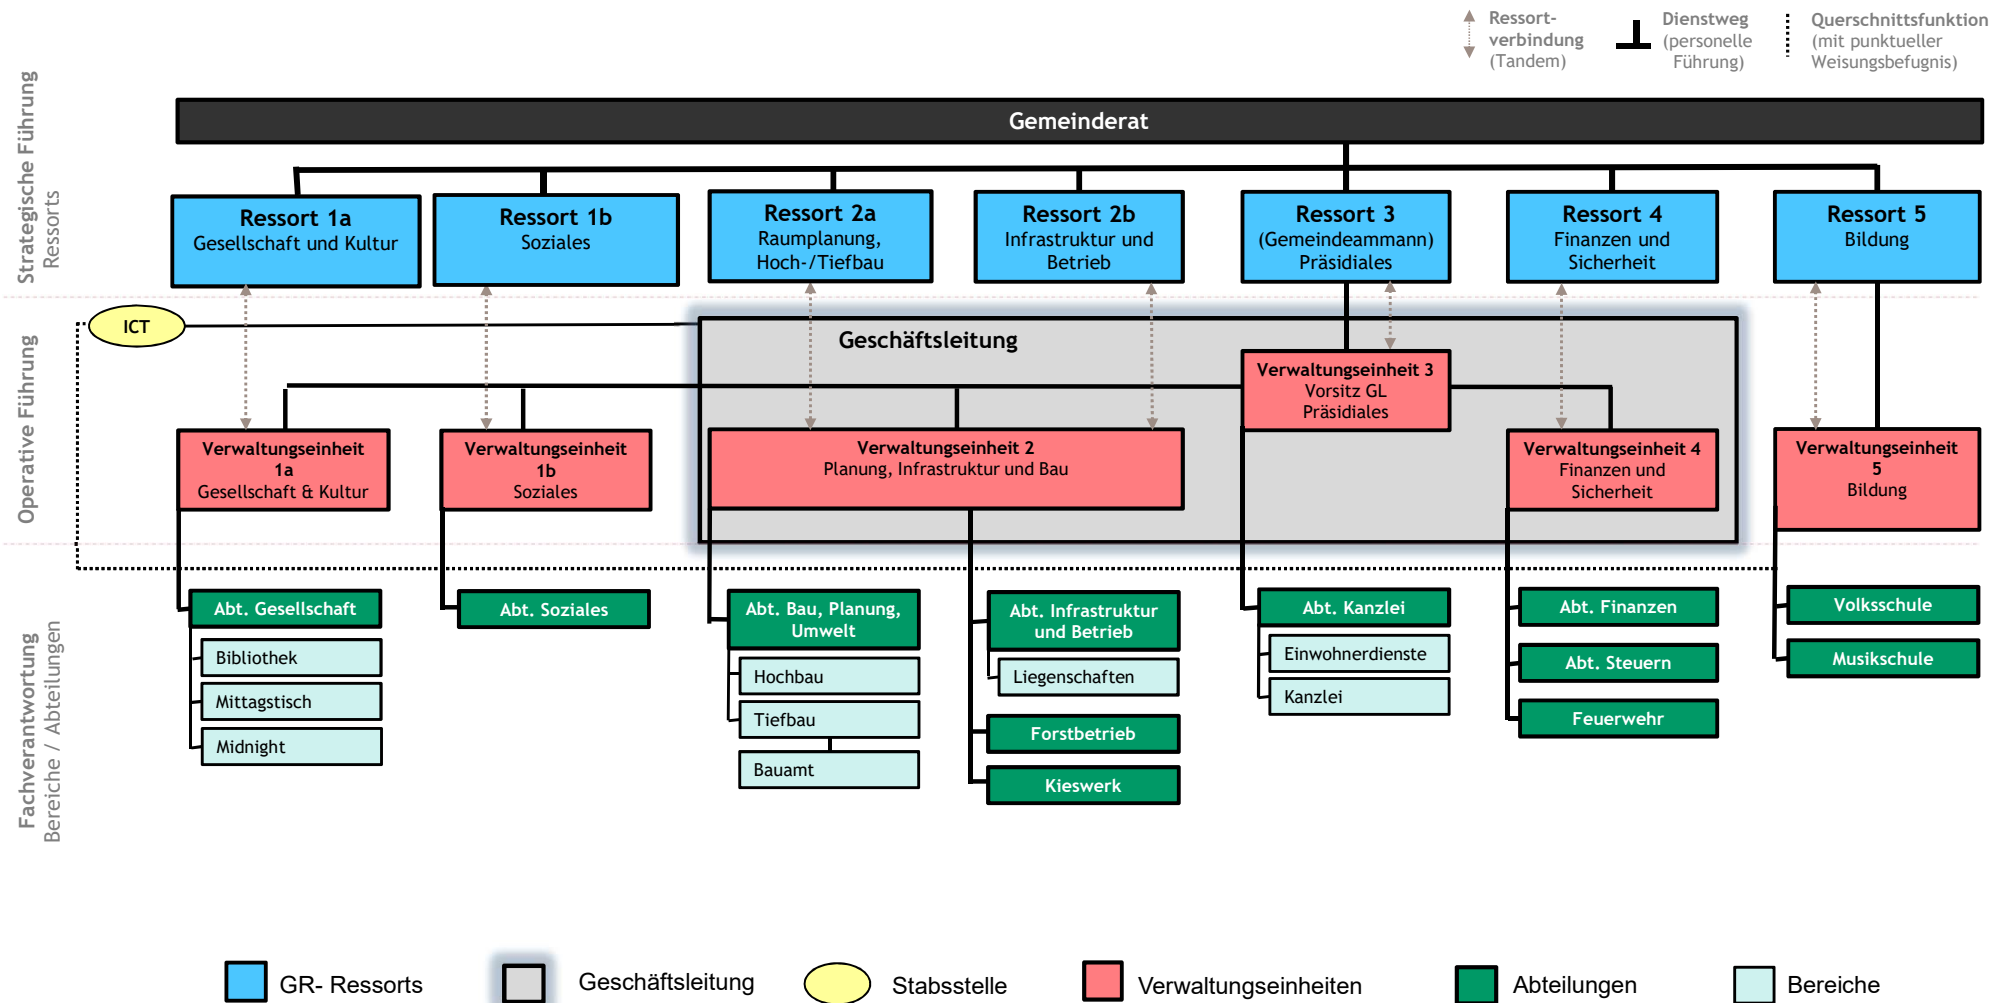 Ressort-
verbindung
(Tandem)
Dienstweg
(personelle
Führung)
Querschnittsfunktion
(mit punktueller
Weisungsbefugnis)
Strategische Führung
Ressorts
Gemeinderat
Ressort 1a
Gesellschaft und Kultur
Ressort 1b
Soziales
Ressort 2a
Raumplanung,
Hoch-/Tiefbau
Ressort 2b
Infrastruktur und
Betrieb
Ressort 3
(Gemeindeammann)
Präsidiales
Ressort 4
Finanzen und
Sicherheit
Ressort 5
Bildung
Operative Führung
ICT
Geschäftsleitung
Verwaltungseinheit 3
Vorsitz GL
Präsidiales
Verwaltungseinheit
1a
Gesellschaft & Kultur
Verwaltungseinheit
1b
Soziales
Verwaltungseinheit 2
Planung, Infrastruktur und Bau
Verwaltungseinheit 4
Finanzen und
Sicherheit
Verwaltungseinheit
5
Bildung
Fachverantwortung
Bereiche / Abteilungen
Abt. Gesellschaft
Bibliothek
Mittagstisch
Midnight
Abt. Soziales
Abt. Bau, Planung,
Umwelt
Hochbau
Tiefbau
Bauamt
Abt. Infrastruktur
und Betrieb
Liegenschaften
Forstbetrieb
Kieswerk
Abt. Kanzlei
Einwohnerdienste
Kanzlei
Abt. Finanzen
Abt. Steuern
Feuerwehr
Volksschule
Musikschule
GR- Ressorts
Geschäftsleitung
Stabsstelle
Verwaltungseinheiten
Abteilungen
Bereiche